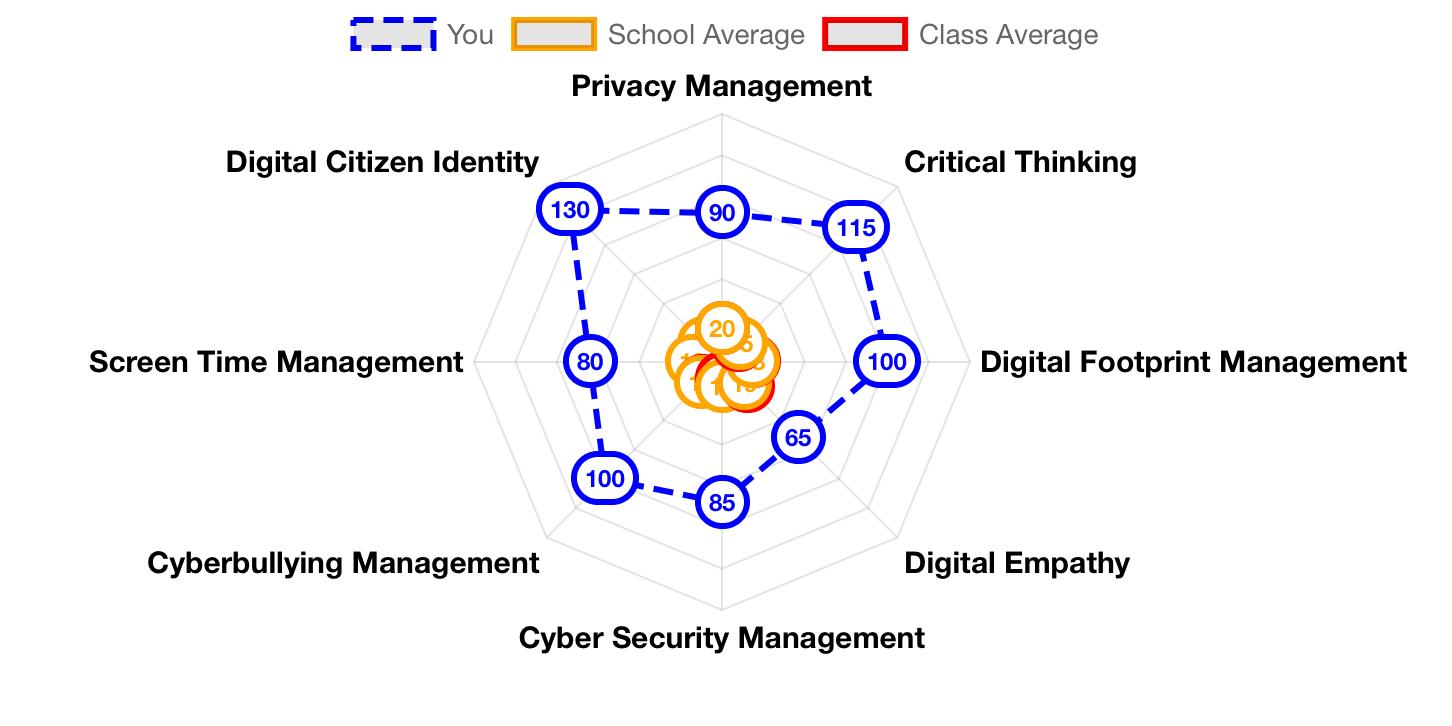 You School Average Class Average
Privacy Management
Digital Citizen Identity Critical Thinking
130 90 115
20
Screen Time Management 80 100 Digital Footprint Management
65
100 85
Cyberbullying Management Digital Empathy
Cyber Security Management